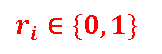 r_i ∈ {0,1}